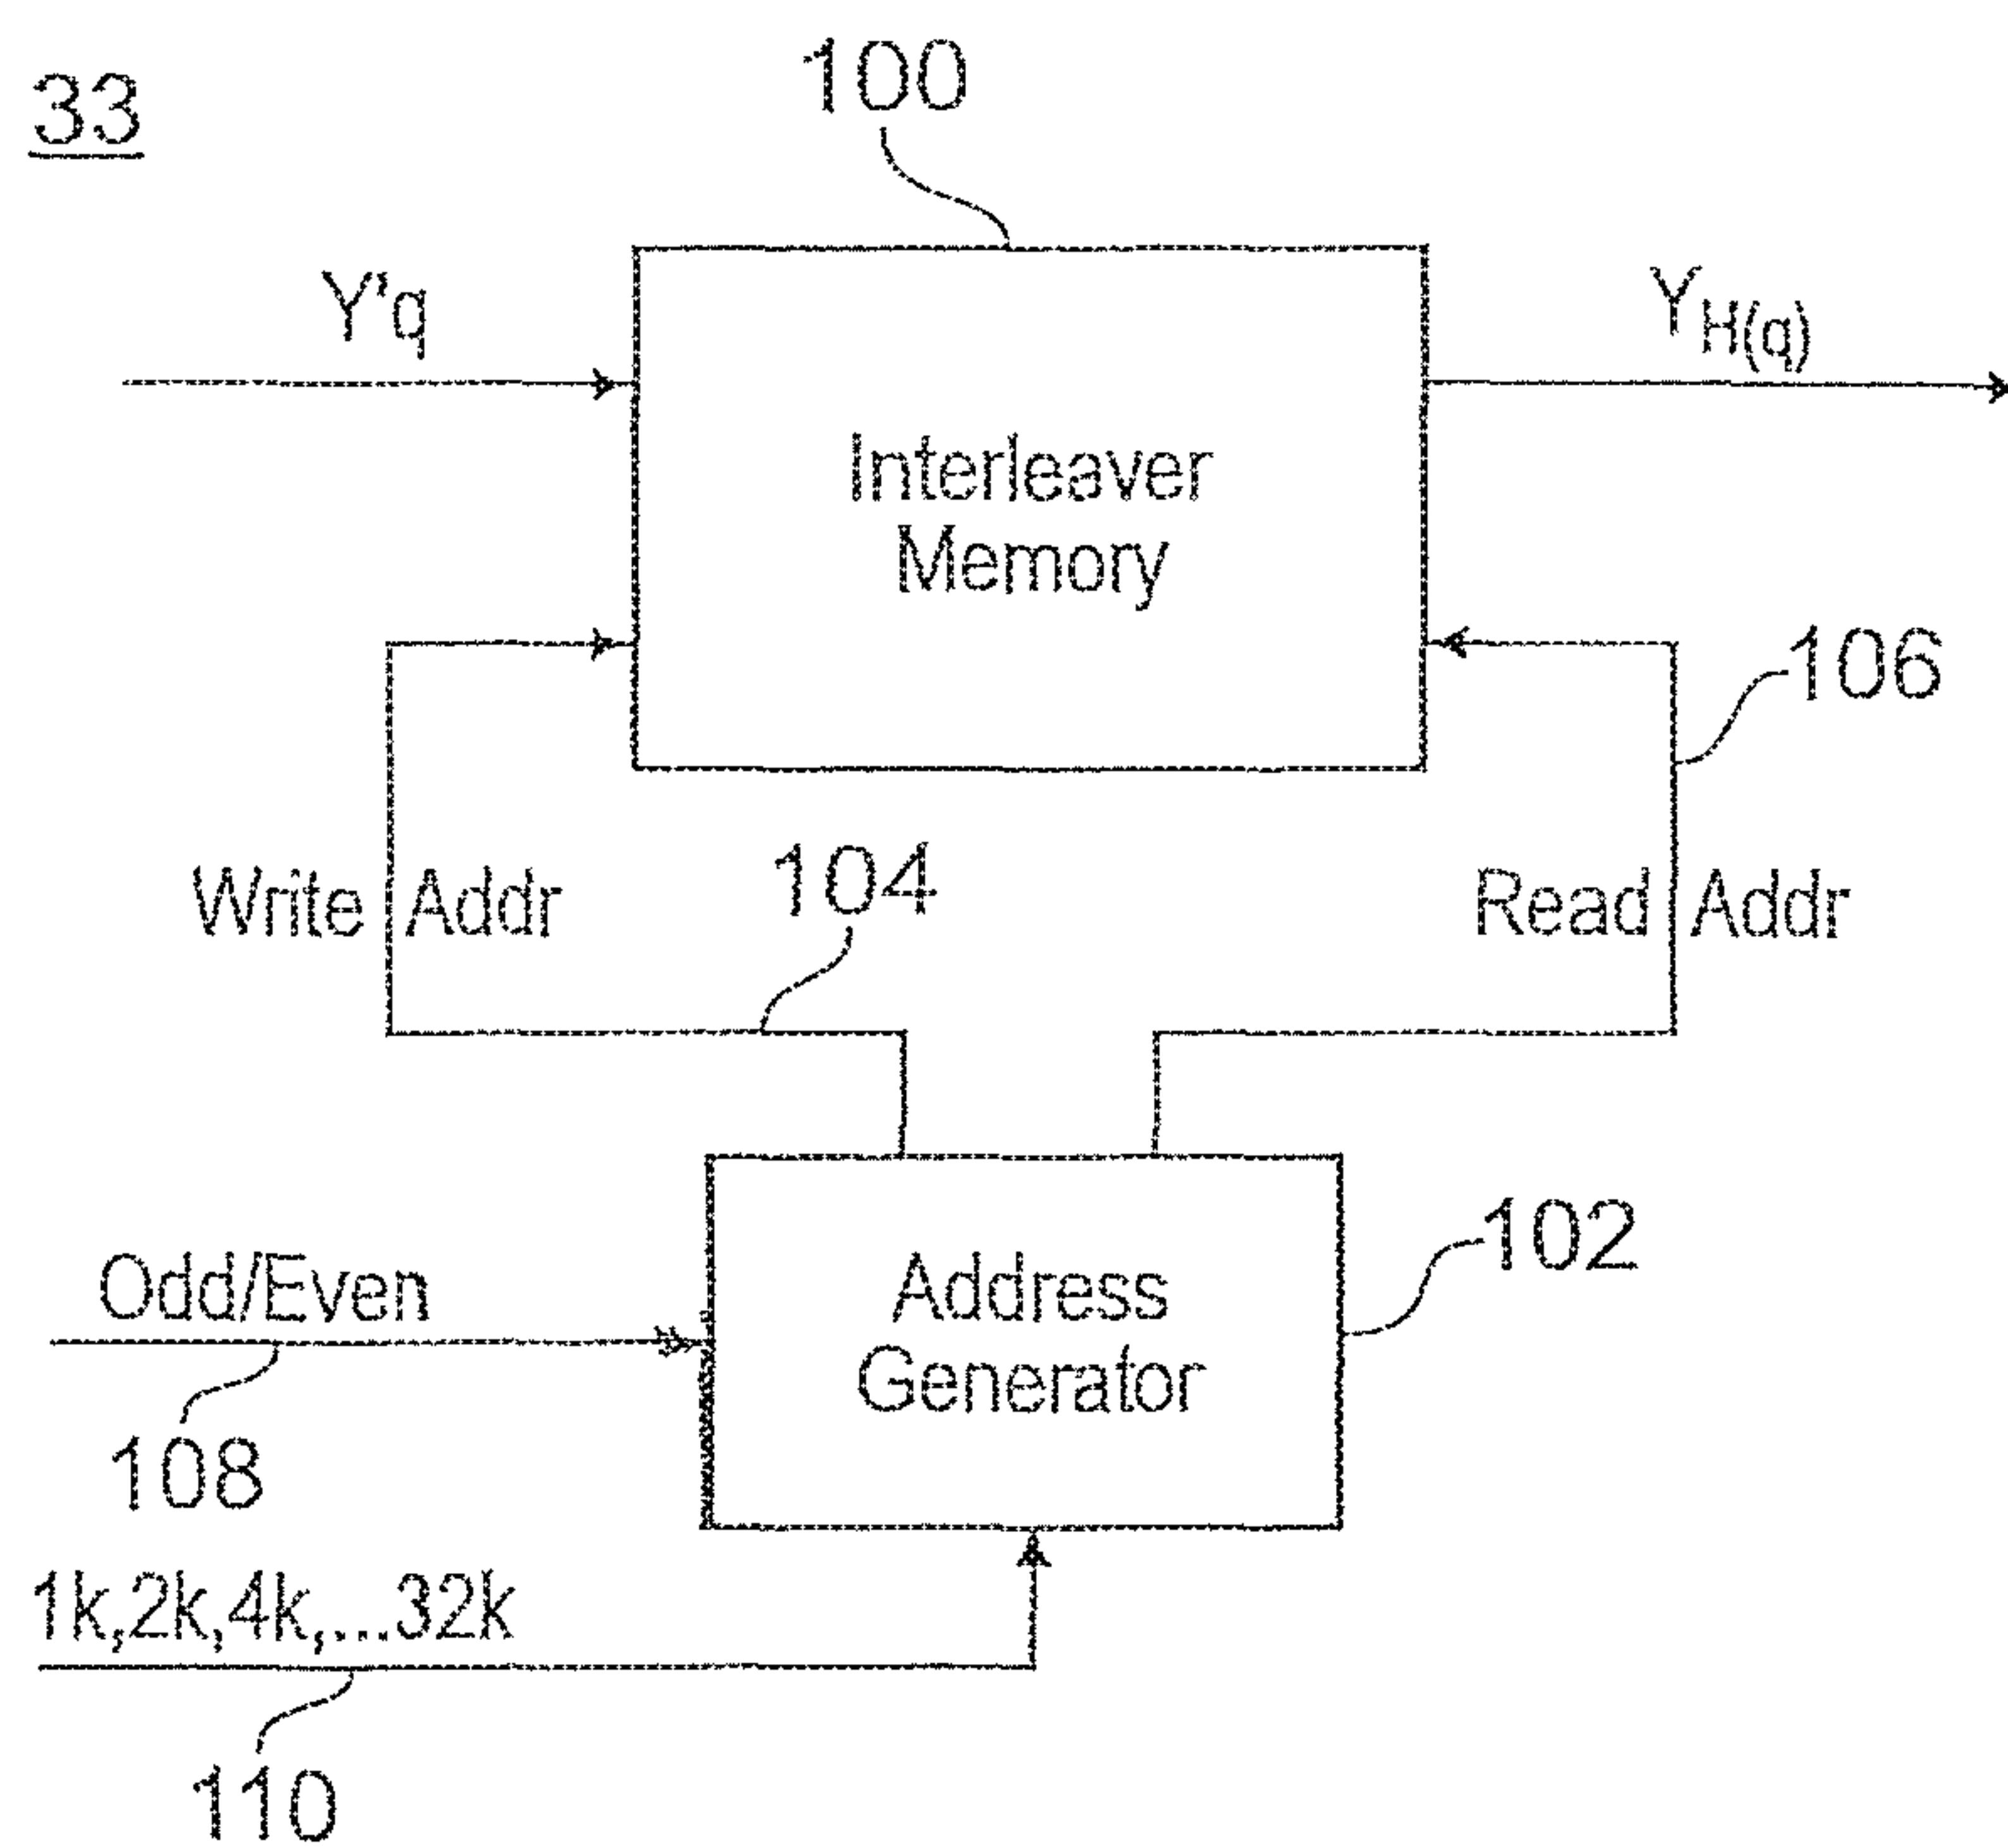 33
100
Y'q
Y_H(q)
Interleaver
Memory
106
Write Addr
104
Read Addr
102
Odd/Even
Address
Generator
108
1k,2k,4k,...32k
110